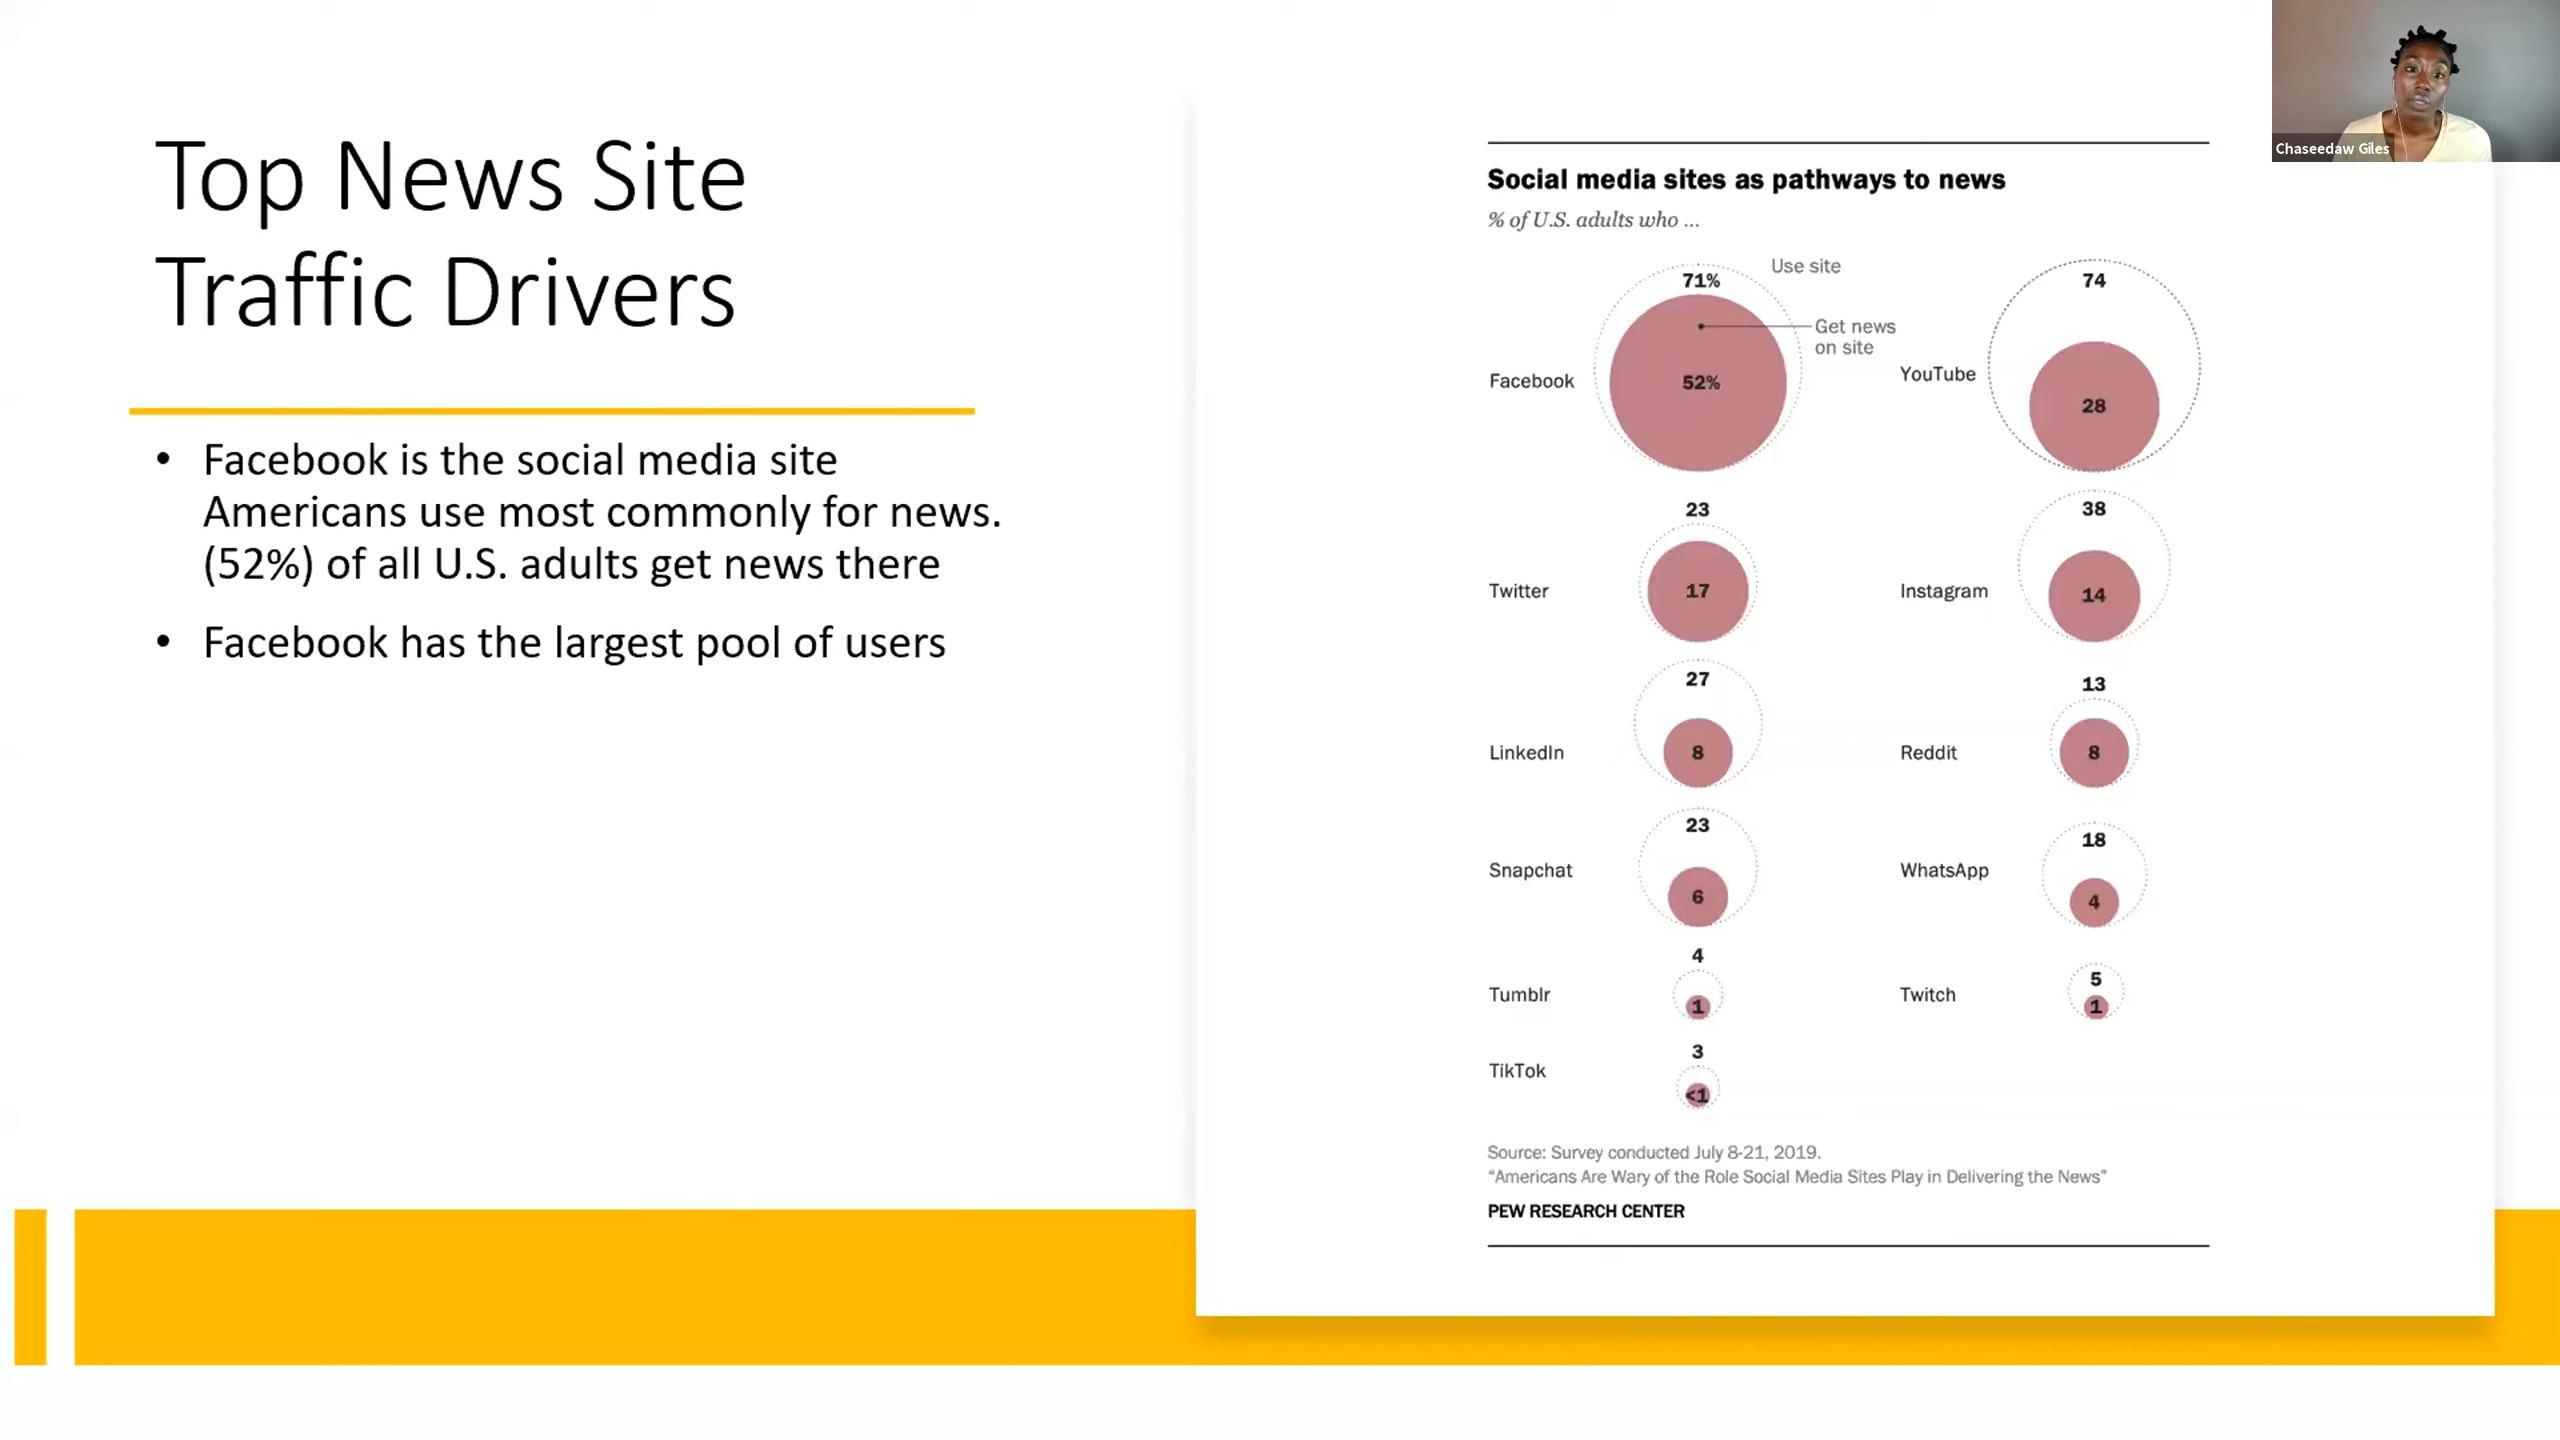 Top News Site
Traffic Drivers
• Facebook is the social media site
Americans use most commonly for news.
(52%) of all U.S. adults get news there
• Facebook has the largest pool of users
Chaseedaw Giles
Social media sites as pathways to news
% of U.S. adults who ...
Use site
71%
Get news
on site
Facebook
52%
74
YouTube
28
23
Twitter
17
38
Instagram
14
27
LinkedIn
8
13
Reddit
8
23
Snapchat
6
18
WhatsApp
4
4
Tumblr
1
5
Twitch
1
3
TikTok
<1
Source: Survey conducted July 8-21, 2019.
“Americans Are Wary of the Role Social Media Sites Play in Delivering the News”
PEW RESEARCH CENTER